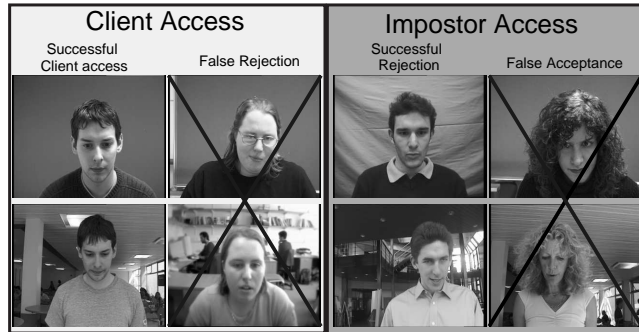 Client Access
Impostor Access
Successful
Client access
False Rejection
Successful
Rejection
False Acceptance